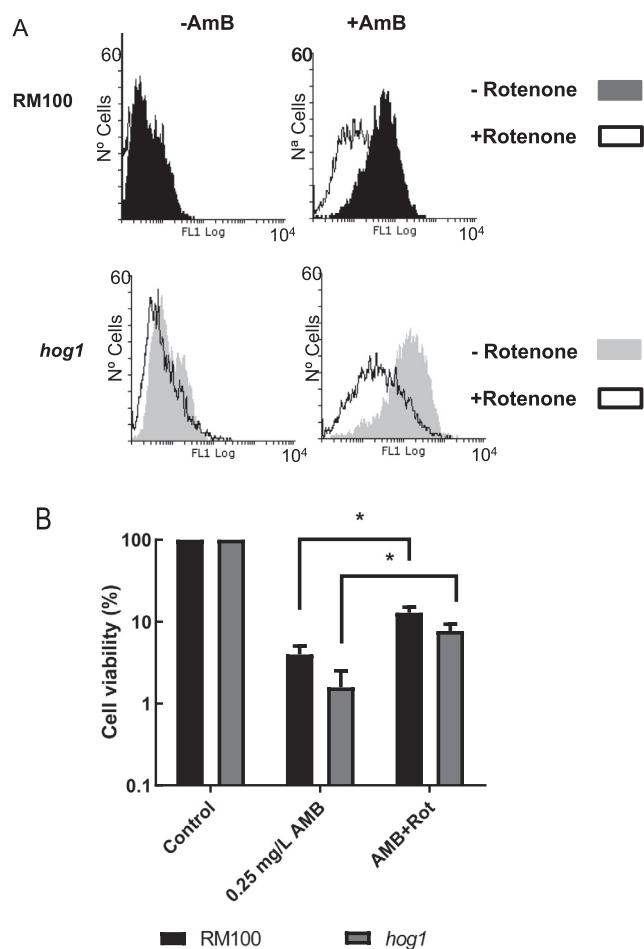 A
-AmB
+AmB
RM100
60
Nº Cells
FL1 Log
10⁴
60
Nª Cells
FL1 Log
10⁴
- Rotenone
+Rotenone
hog1
60
Nº Cells
FL1 Log
10⁴
60
Nº Cells
FL1 Log
10⁴
- Rotenone
+Rotenone
B
Cell viability (%)
100
10
1
0.1
*
*
Control
0.25 mg/L AMB
AMB+Rot
RM100
hog1